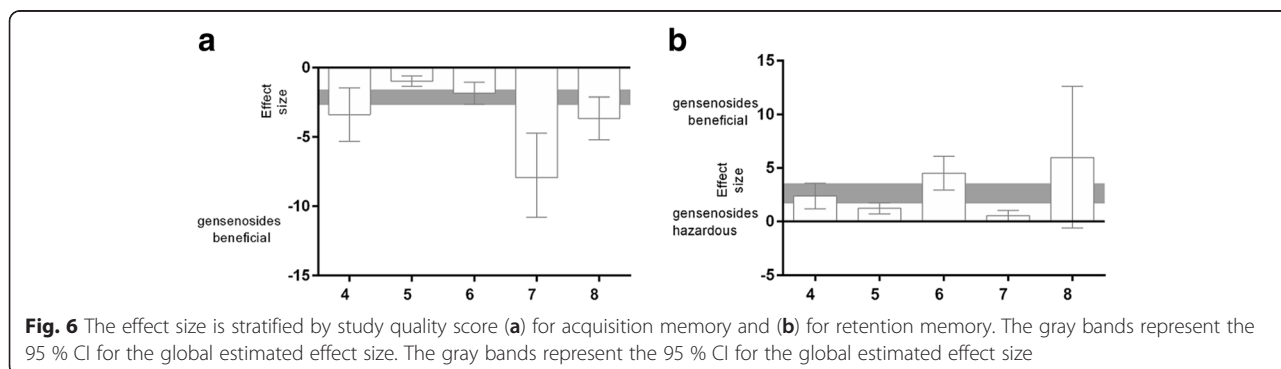 a
Effect
size
0
-5
-10
-15
gensenosides
beneficial
4 5 6 7 8
b
15
10
5
0
-5
gensenosides
beneficial
Effect
size
gensenosides
hazardous
4 5 6 7 8
Fig. 6 The effect size is stratified by study quality score (a) for acquisition memory and (b) for retention memory. The gray bands represent the
95 % CI for the global estimated effect size. The gray bands represent the 95 % CI for the global estimated effect size